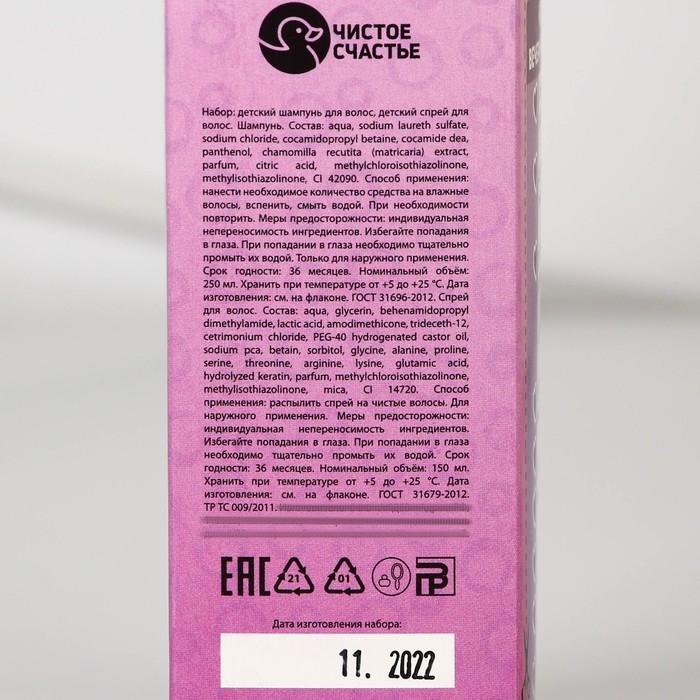 ЧИСТОЕ
СЧАСТЬЕ
Набор: детский шампунь для волос, детский спрей для
волос. Шампунь. Состав: aqua, sodium laureth sulfate,
sodium chloride, cocamidopropyl betaine, cocamide dea,
panthenol, chamomilla recutita (matricaria) extract,
parfum, citric acid, methylchloroisothiazolinone,
methylisothiazolinone, CI 42090. Способ применения:
нанести необходимое количество средства на влажные
волосы, вспенить, смыть водой. При необходимости
повторить. Меры предосторожности: индивидуальная
непереносимость ингредиентов. Избегайте попадания
в глаза. При попадании в глаза необходимо тщательно
промыть их водой. Только для наружного применения.
Срок годности: 36 месяцев. Номинальный объём:
250 мл. Хранить при температуре от +5 до +25 °C. Дата
изготовления: см. на флаконе. ГОСТ 31696-2012. Спрей
для волос. Состав: aqua, glycerin, behenamidopropyl
dimethylamide, lactic acid, amodimethicone, trideceth-12,
cetrimonium chloride, PEG-40 hydrogenated castor oil,
sodium pca, betain, sorbitol, glycine, alanine, proline,
serine, threonine, arginine, lysine, glutamic acid,
hydrolyzed keratin, parfum, methylchloroisothiazolinone,
methylisothiazolinone, mica, CI 14720. Способ
применения: распылить спрей на чистые волосы. Для
наружного применения. Меры предосторожности:
индивидуальная непереносимость ингредиентов.
Избегайте попадания в глаза. При попадании в глаза
необходимо тщательно промыть их водой. Срок
годности: 36 месяцев. Номинальный объём: 150 мл.
Хранить при температуре от +5 до +25 °C. Дата
изготовления: см. на флаконе. ГОСТ 31679-2012.
ТР ТС 009/2011.
EAC 21 01
Дата изготовления набора:
11. 2022